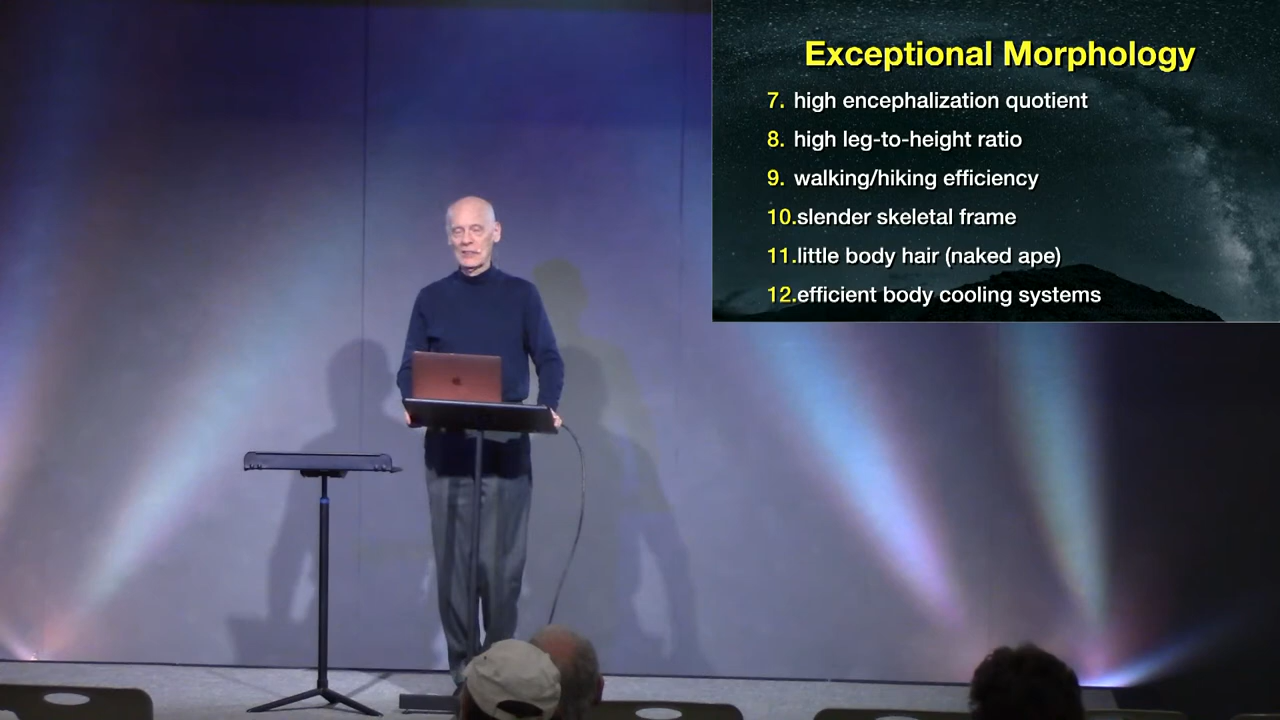 Exceptional Morphology
7. high encephalization quotient
8. high leg-to-height ratio
9. walking/hiking efficiency
10.slender skeletal frame
11.little body hair (naked ape)
12.efficient body cooling systems